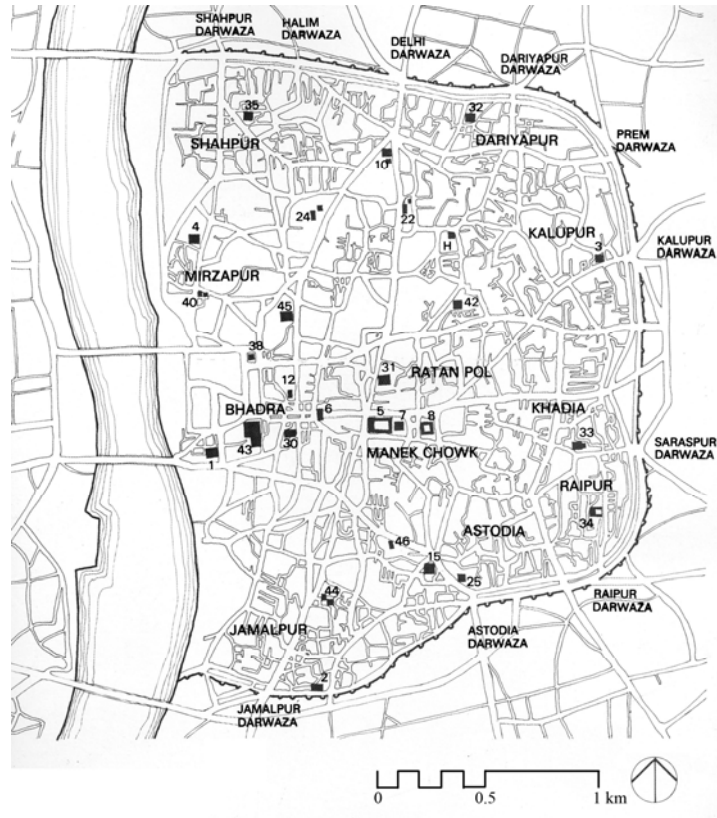 SHAHPUR
DARWAZA
HALIM
DARWAZA
DELHI
DARWAZA
DARIYAPUR
DARWAZA
35
32
SHAHPUR
DARIYAPUR
PREM
DARWAZA
10
24
22
4
H
KALUPUR
3
KALUPUR
DARWAZA
MIRZAPUR
40
45
42
38
31
RATAN POL
12
BHADRA
6
5
7
8
KHADIA
43
30
33
1
MANEK CHOWK
SARASPUR
DARWAZA
RAIPUR
34
ASTODIA
46
15
25
44
RAIPUR
DARWAZA
JAMALPUR
ASTODIA
DARWAZA
2
JAMALPUR
DARWAZA
0 0.5 1 km